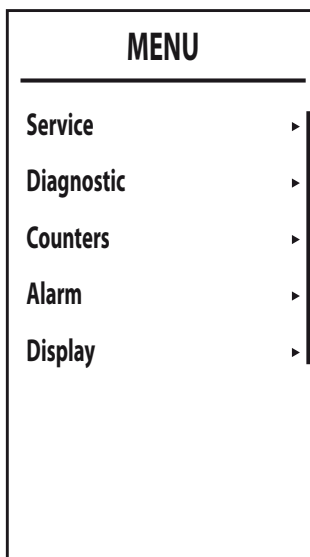 MENU
Service
Diagnostic
Counters
Alarm
Display